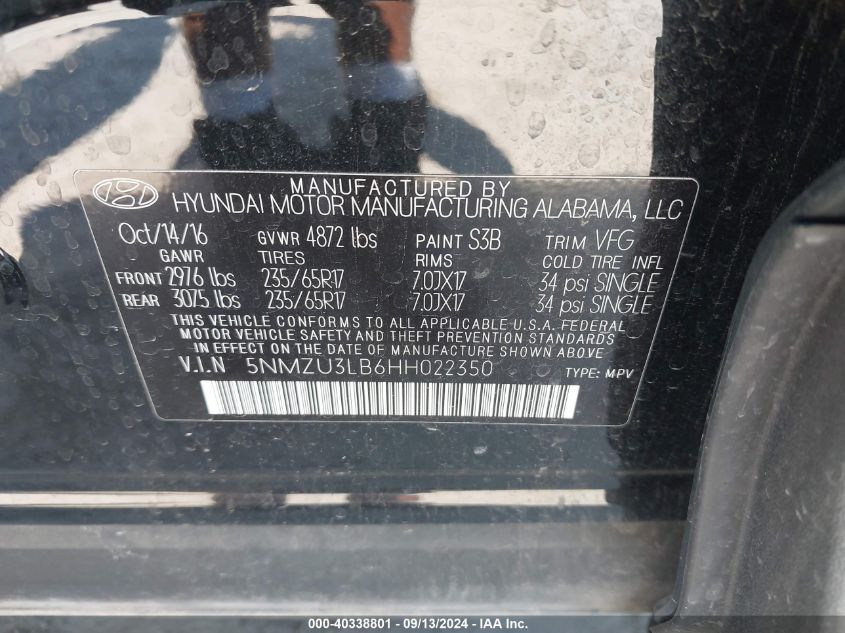 MANUFACTURED BY
HYUNDAI MOTOR MANUFACTURING ALABAMA, LLC
Oct/14/16 GVWR 4872 lbs PAINT S3B TRIM VFG
GAWR TIRES RIMS COLD TIRE INFL
FRONT 2976 lbs 235/65R17 7.0JX17 34 psi SINGLE
REAR 3075 lbs 235/65R17 7.0JX17 34 psi SINGLE
THIS VEHICLE CONFORMS TO ALL APPLICABLE U.S.A. FEDERAL
MOTOR VEHICLE SAFETY AND THEFT PREVENTION STANDARDS
IN EFFECT ON THE DATE OF MANUFACTURE SHOWN ABOVE.
V.I.N 5NMZU3LB6HH022350 TYPE: MPV
000-40338801 - 09/13/2024 - IAA Inc.